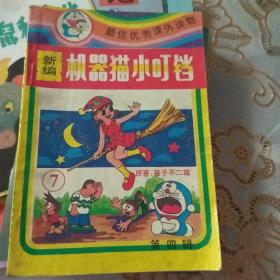 最佳优秀课外读物
新编
机器猫小叮铛
7
原著:藤子不二雄
第四辑